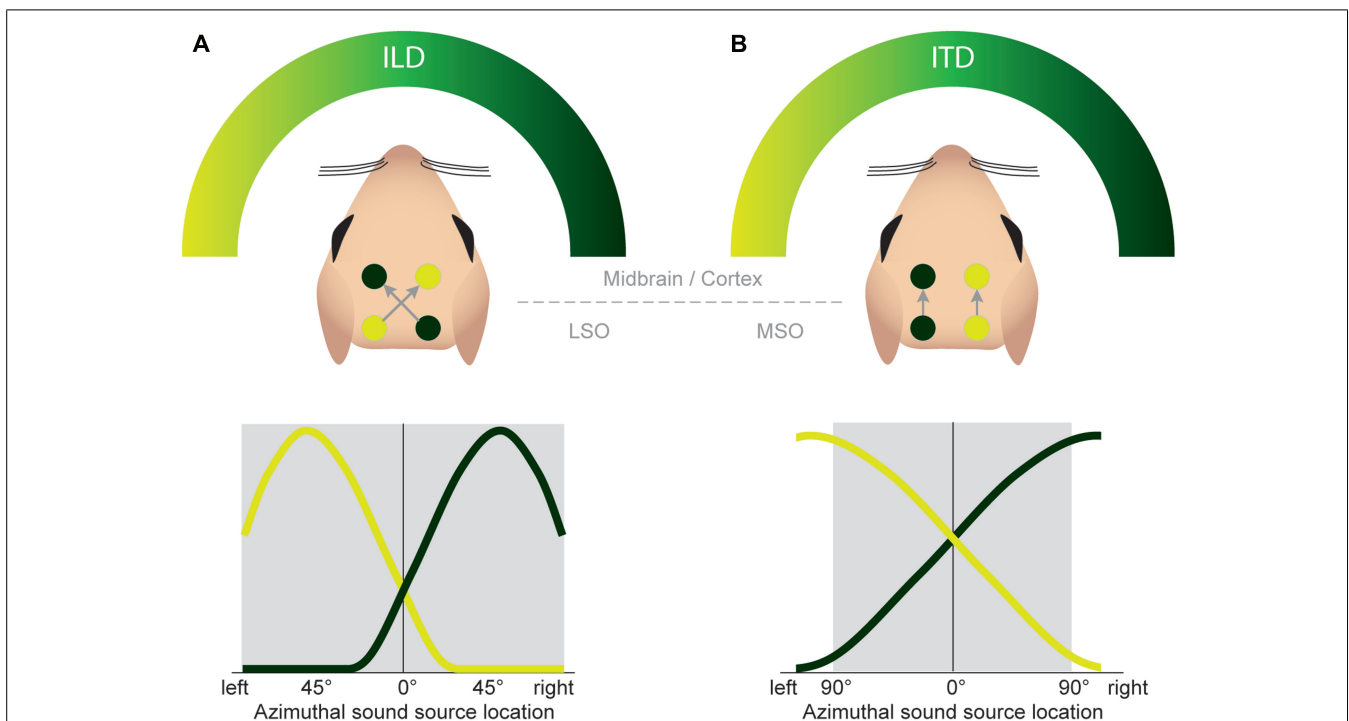 A
ILD
B
ITD
Midbrain / Cortex
LSO
MSO
left 45° 0° 45° right
Azimuthal sound source location
left 90° 0° 90° right
Azimuthal sound source location